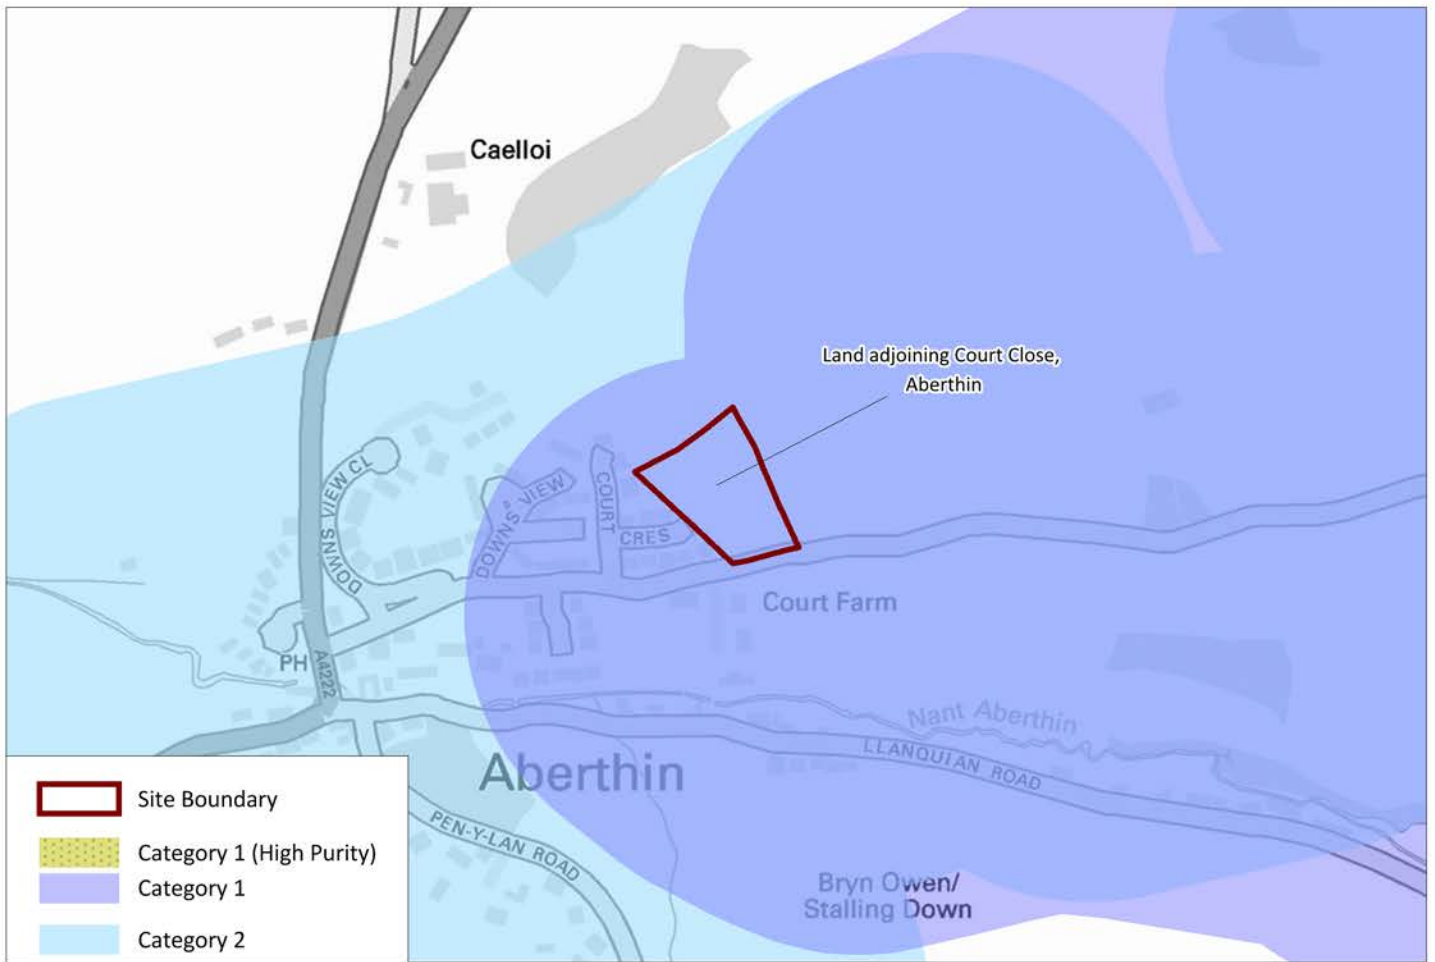 Caelloi
Land adjoining Court Close,
Aberthin
DOWNS VIEW CL
DOWNS' VIEW
COURT
CRES
Court Farm
PH
A4222
Nant Aberthin
LLANQUIAN ROAD
Aberthin
PEN-Y-LAN ROAD
Bryn Owen/
Stalling Down
Site Boundary
Category 1 (High Purity)
Category 1
Category 2